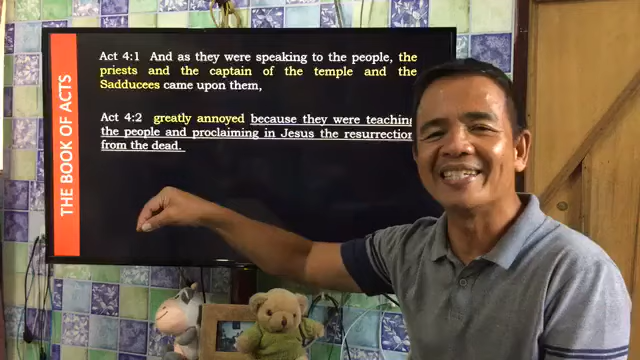 THE BOOK OF ACTS
Act 4:1 And as they were speaking to the people, the
priests and the captain of the temple and the
Sadducees came upon them,
Act 4:2 greatly annoyed because they were teaching
the people and proclaiming in Jesus the resurrection
from the dead.